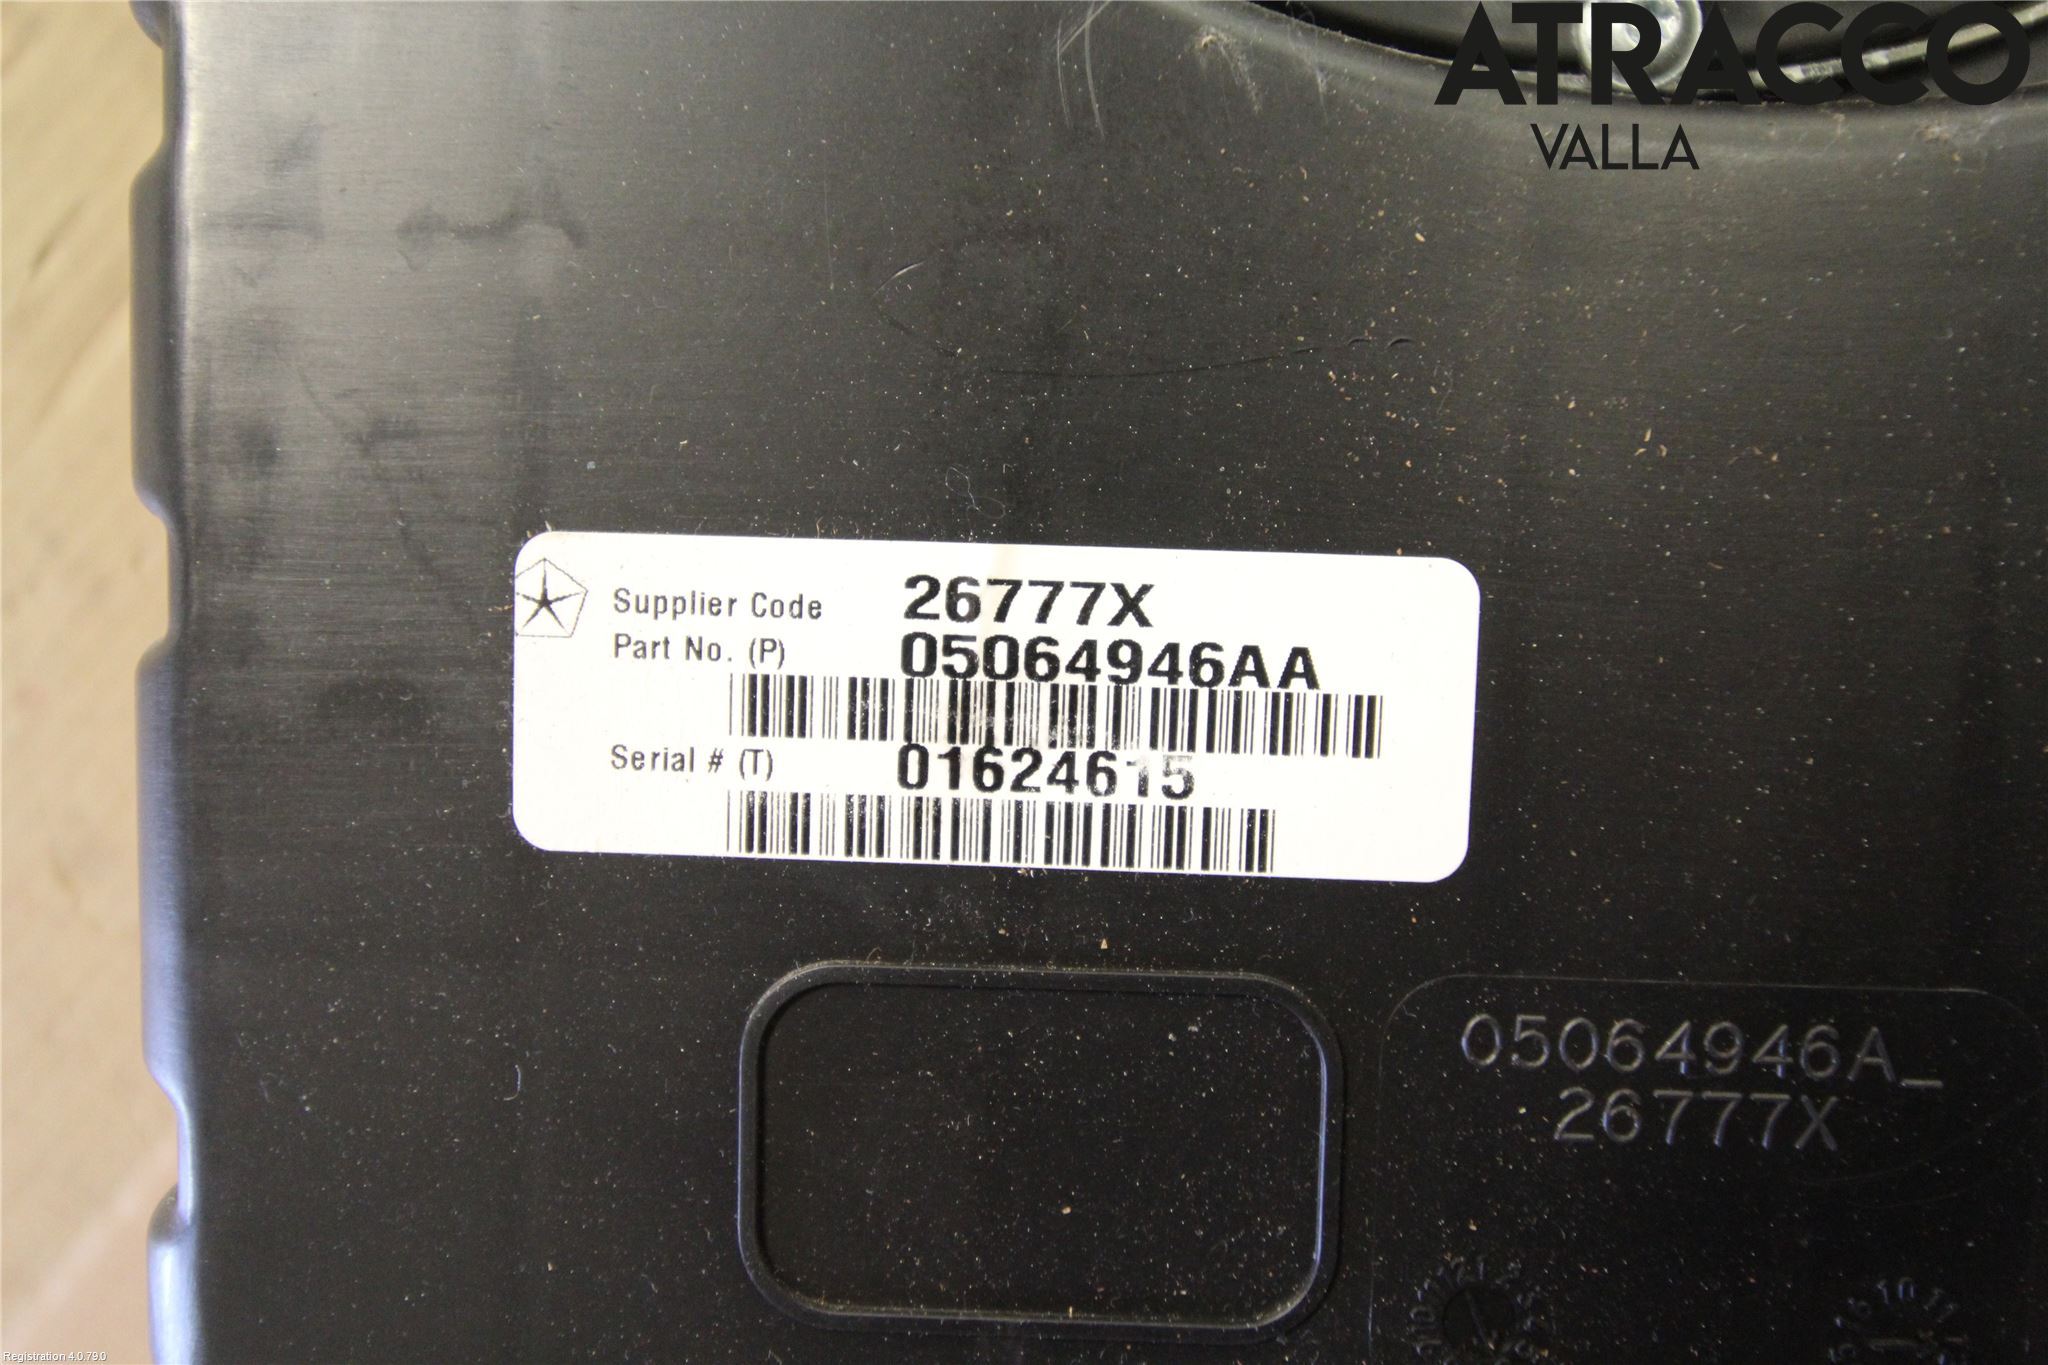 ATRACCO
VALLA
Supplier Code 26777X
Part No. (P) 05064946AA
Serial # (T) 01624615
05064946A_
26777X
Registration 4.0.79.0